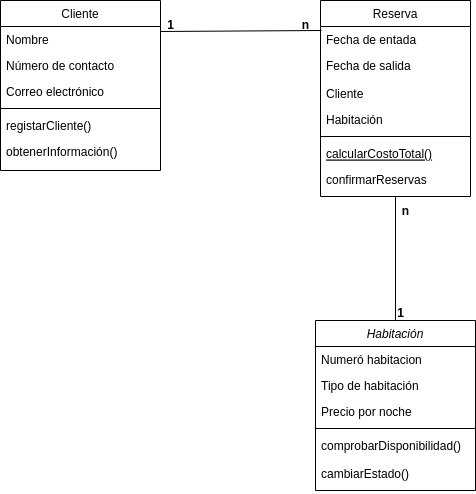 Cliente
Nombre
Número de contacto
Correo electrónico
registarCliente()
obtenerInformación()
1
n
Reserva
Fecha de entada
Fecha de salida
Cliente
Habitación
calcularCostoTotal()
confirmarReservas
n
1
Habitación
Numeró habitacion
Tipo de habitación
Precio por noche
comprobarDisponibilidad()
cambiarEstado()